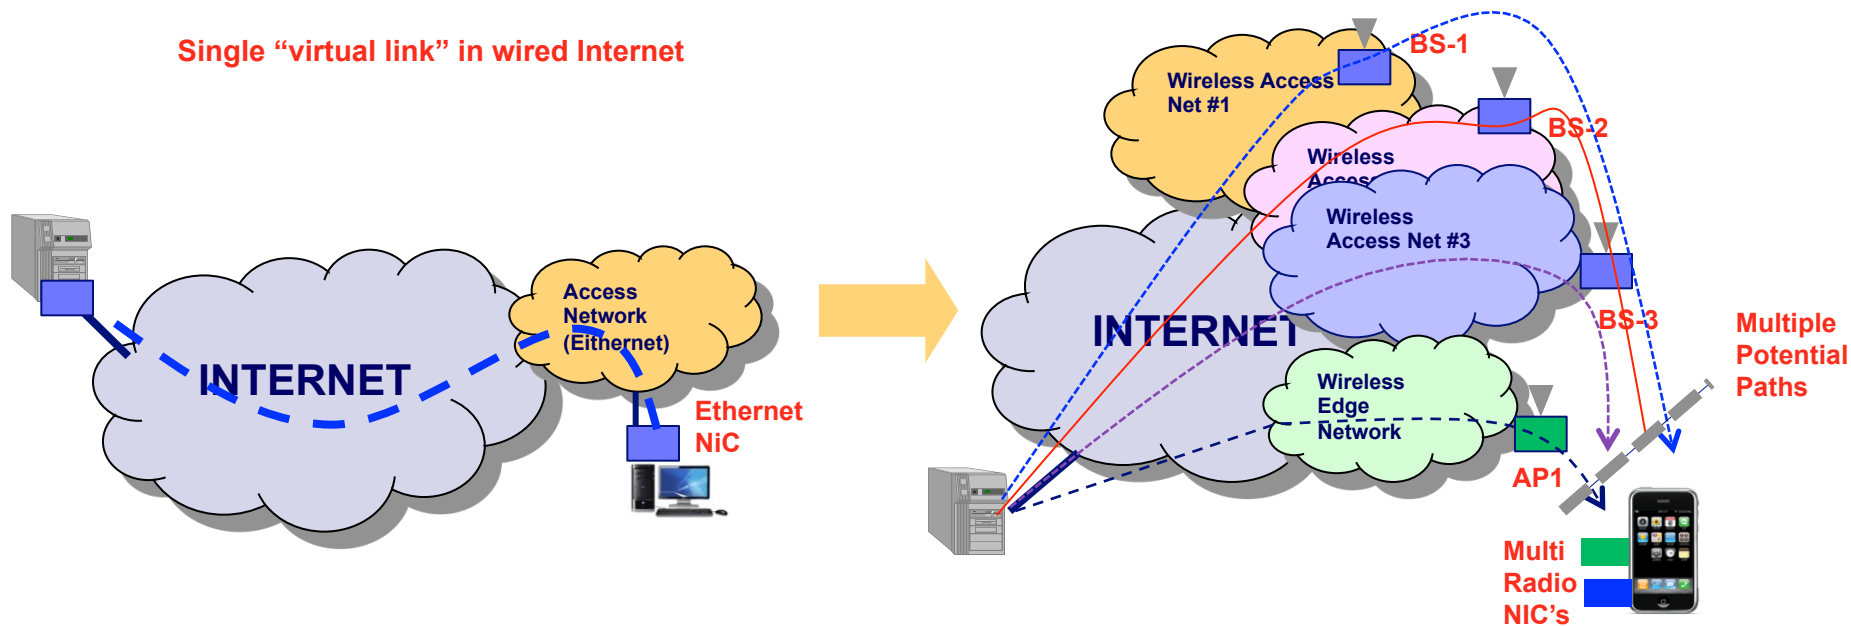 Single “virtual link” in wired Internet
INTERNET
Access
Network
(Eithernet)
Ethernet
NiC
BS-1
Wireless Access
Net #1
BS-2
Wireless
Access
Wireless
Access Net #3
INTERNET
BS-3
Multiple
Potential
Paths
Wireless
Edge
Network
AP1
Multi
Radio
NIC's